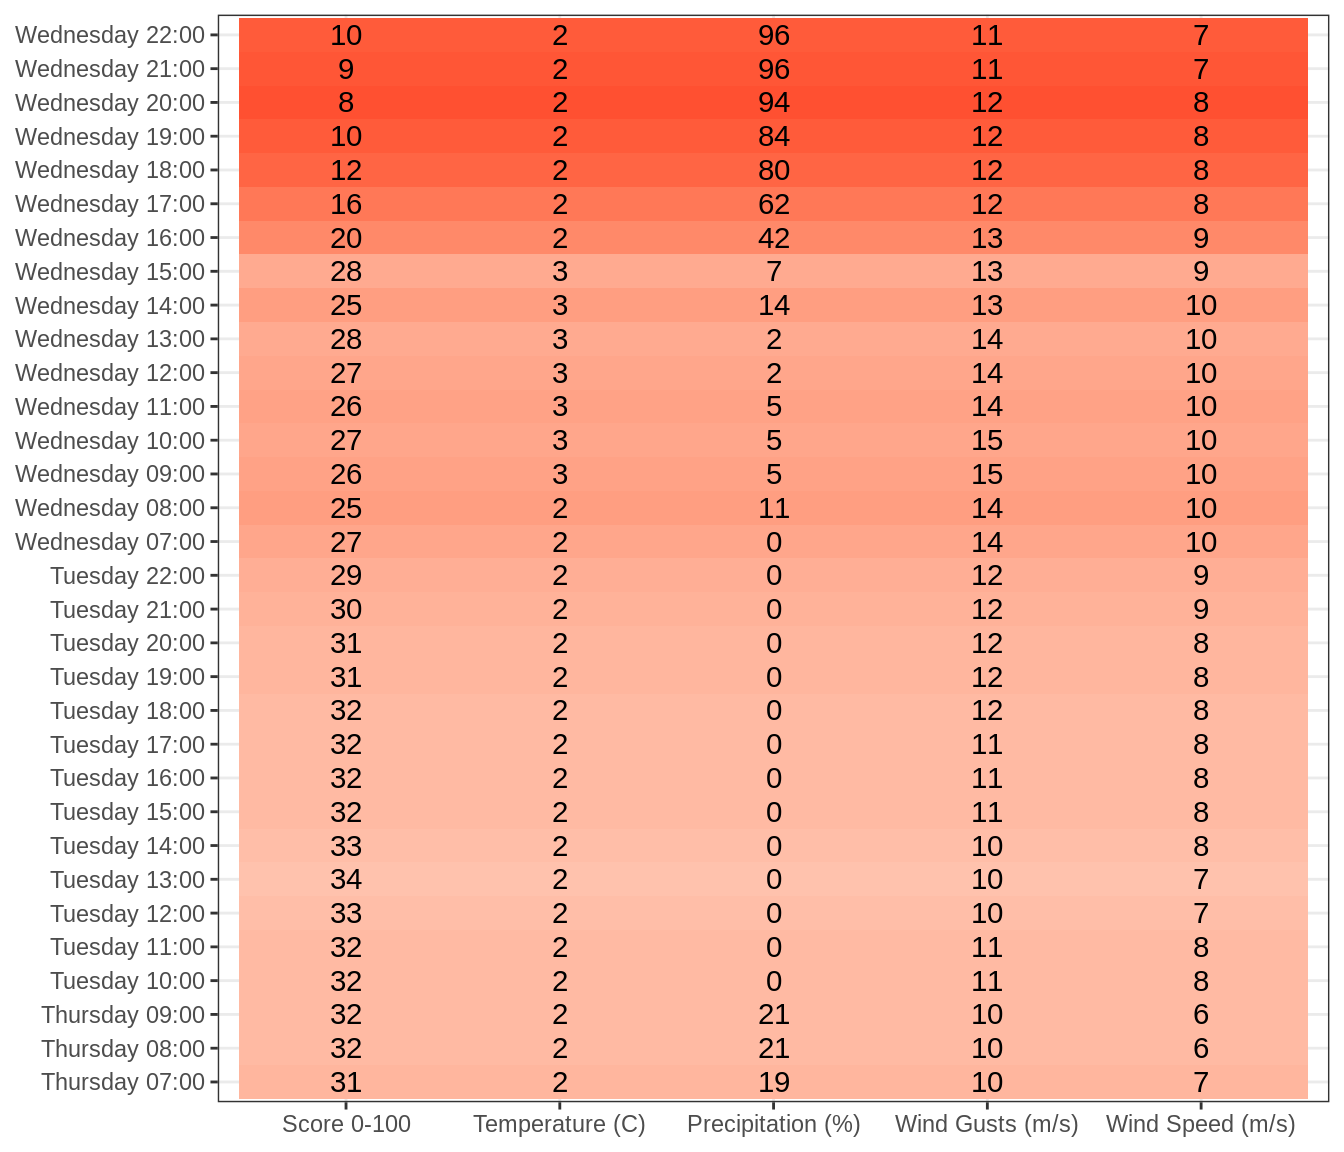 Wednesday 22:00 10 2 96 11 7
Wednesday 21:00 9 2 96 11 7
Wednesday 20:00 8 2 94 12 8
Wednesday 19:00 10 2 84 12 8
Wednesday 18:00 12 2 80 12 8
Wednesday 17:00 16 2 62 12 8
Wednesday 16:00 20 2 42 13 9
Wednesday 15:00 28 3 7 13 9
Wednesday 14:00 25 3 14 13 10
Wednesday 13:00 28 3 2 14 10
Wednesday 12:00 27 3 2 14 10
Wednesday 11:00 26 3 5 14 10
Wednesday 10:00 27 3 5 15 10
Wednesday 09:00 26 3 5 15 10
Wednesday 08:00 25 2 11 14 10
Wednesday 07:00 27 2 0 14 10
Tuesday 22:00 29 2 0 12 9
Tuesday 21:00 30 2 0 12 9
Tuesday 20:00 31 2 0 12 8
Tuesday 19:00 31 2 0 12 8
Tuesday 18:00 32 2 0 12 8
Tuesday 17:00 32 2 0 11 8
Tuesday 16:00 32 2 0 11 8
Tuesday 15:00 32 2 0 11 8
Tuesday 14:00 33 2 0 10 8
Tuesday 13:00 34 2 0 10 7
Tuesday 12:00 33 2 0 10 7
Tuesday 11:00 32 2 0 11 8
Tuesday 10:00 32 2 0 11 8
Thursday 09:00 32 2 21 10 6
Thursday 08:00 32 2 21 10 6
Thursday 07:00 31 2 19 10 7
Score 0-100 Temperature (C) Precipitation (%) Wind Gusts (m/s) Wind Speed (m/s)